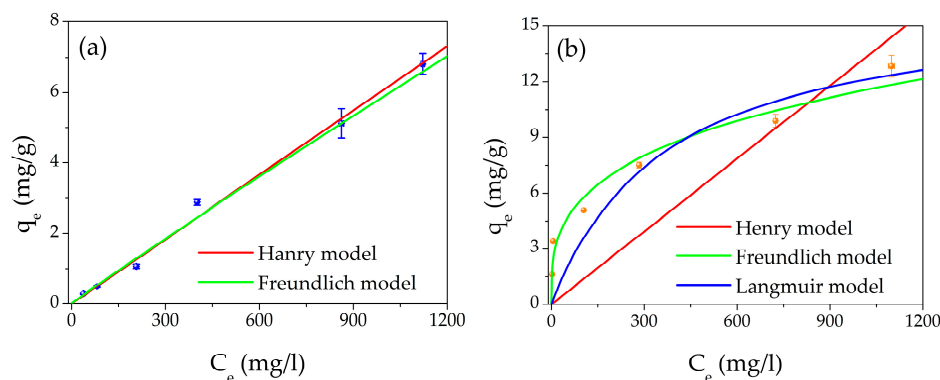 (a)
8
6
4
2
0
q_e (mg/g)
Hanry model
Freundlich model
0 300 600 900 1200
C_e (mg/l)
(b)
15
12
9
6
3
0
q_e (mg/g)
Henry model
Freundlich model
Langmuir model
0 300 600 900 1200
C_e (mg/l)